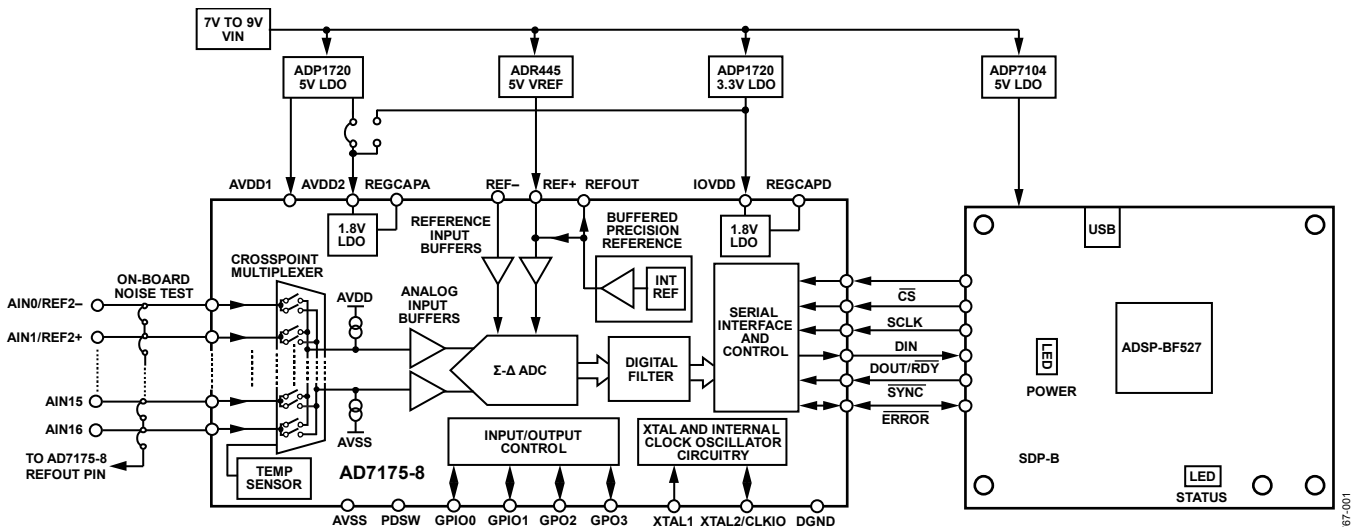 7V TO 9V
VIN
ADP1720
5V LDO
ADR445
5V VREF
ADP1720
3.3V LDO
ADP7104
5V LDO
AVDD1
AVDD2
REGCAPA
REF–
REF+
REFOUT
IOVDD
REGCAPD
1.8V
LDO
REFERENCE
INPUT
BUFFERS
BUFFERED
PRECISION
REFERENCE
1.8V
LDO
USB
CROSSPOINT
MULTIPLEXER
ON-BOARD
NOISE TEST
AVDD
ANALOG
INPUT
BUFFERS
INT
REF
AIN0/REF2–
AIN1/REF2+
AIN15
AIN16
TO AD7175-8
REFOUT PIN
Σ-Δ ADC
DIGITAL
FILTER
SERIAL
INTERFACE
AND
CONTROL
CS
SCLK
DIN
DOUT/RDY
SYNC
ERROR
LED
POWER
ADSP-BF527
AVSS
TEMP
SENSOR
AD7175-8
INPUT/OUTPUT
CONTROL
XTAL AND INTERNAL
CLOCK OSCILLATOR
CIRCUITRY
SDP-B
LED
STATUS
AVSS
PDSW
GPIO0
GPIO1
GPO2
GPO3
XTAL1
XTAL2/CLKIO
DGND
67-001